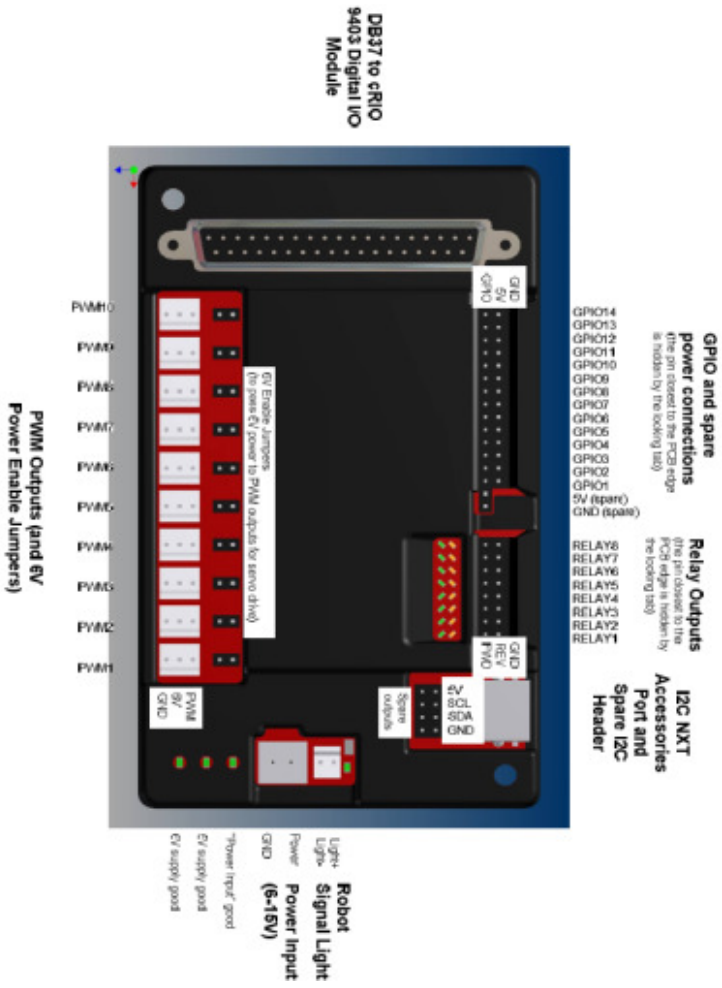 DB37 to cRIO
9403 Digital I/O
Module
GND
5V
GPIO
GPIO and spare
power connections
(the pin closest to the PCB edge
is hidden by the locking tab)
GPIO14
GPIO13
GPIO12
GPIO11
GPIO10
GPIO9
GPIO8
GPIO7
GPIO6
GPIO5
GPIO4
GPIO3
GPIO2
GPIO1
5V (spare)
GND (spare)
Relay Outputs
(the pin closest to the
PCB edge is hidden by
the looking tab)
RELAY8
RELAY7
RELAY6
RELAY5
RELAY4
RELAY3
RELAY2
RELAY1
GND
REV
FWD
I2C NXT
Accessories
Port and
Spare I2C
Header
SCL
SDA
GND
Spare
outputs
PWM10
PWM9
PWM8
PWM7
PWM6
PWM5
PWM4
PWM3
PWM2
PWM1
6V Enable Jumpers
(to pass 6V power to PWM outputs for servo drive)
PWM
6V
GND
PWM Outputs (and 6V
Power Enable Jumpers)
Robot
Signal Light
Light+
Light-
Power Input
(6-15V)
Power
GND
"Power Input" good
supply good
supply good